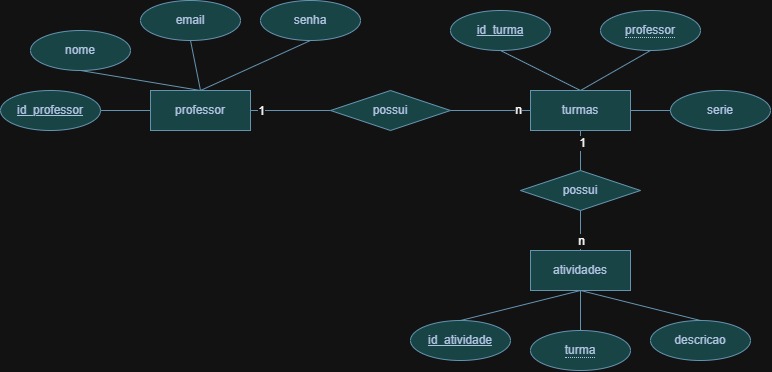 email
senha
nome
id_professor
professor
1
possui
n
id_turma
professor
turmas
serie
1
possui
n
atividades
id_atividade
turma
descricao